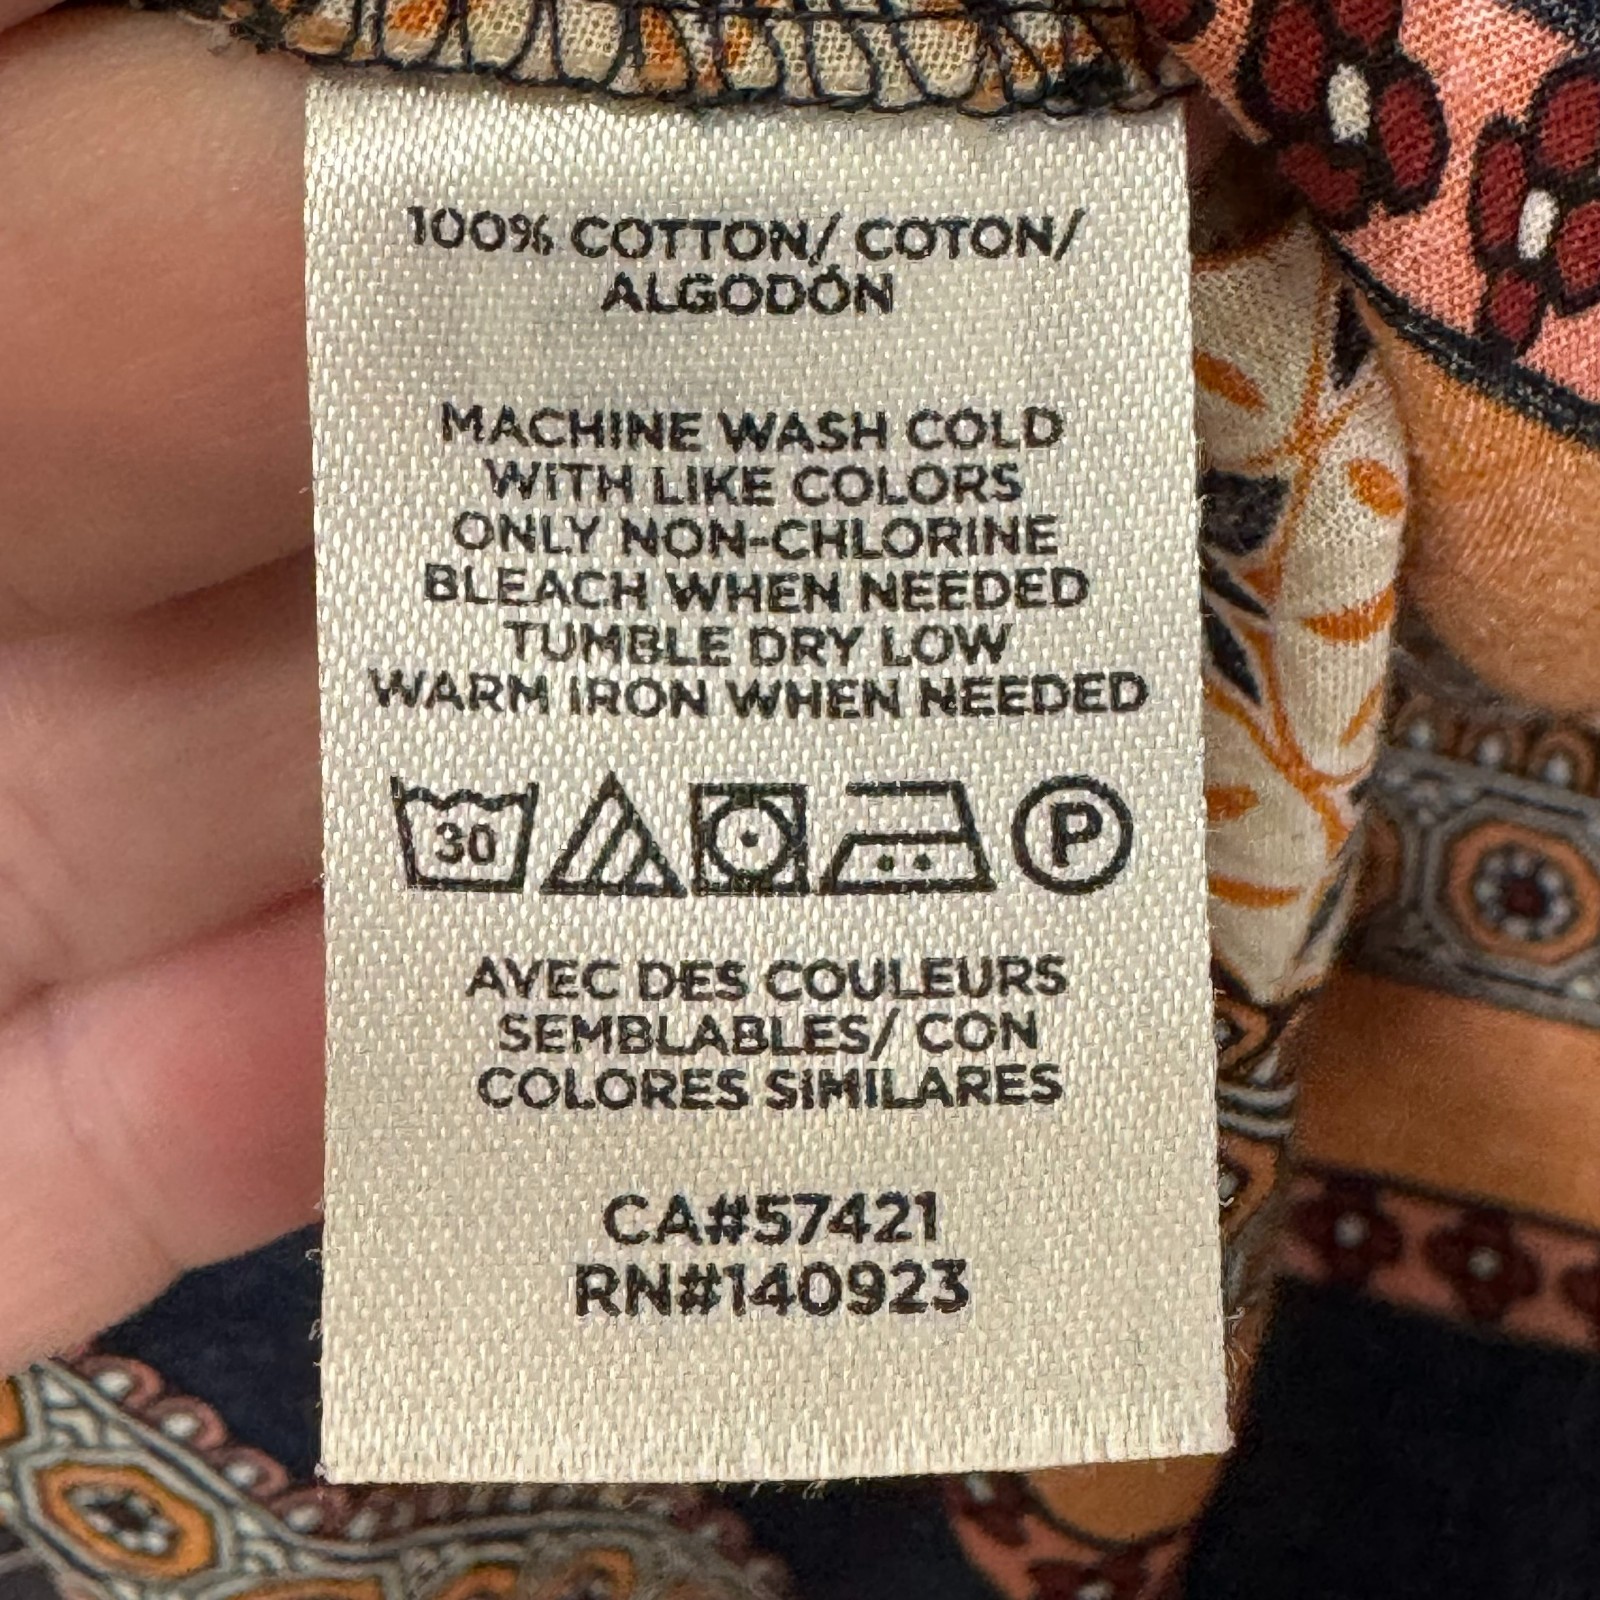 100% COTTON/ COTON/
ALGODÓN
MACHINE WASH COLD
WITH LIKE COLORS
ONLY NON-CHLORINE
BLEACH WHEN NEEDED
TUMBLE DRY LOW
WARM IRON WHEN NEEDED
30 P
AVEC DES COULEURS
SEMBLABLES/ CON
COLORES SIMILARES
CA#57421
RN#140923